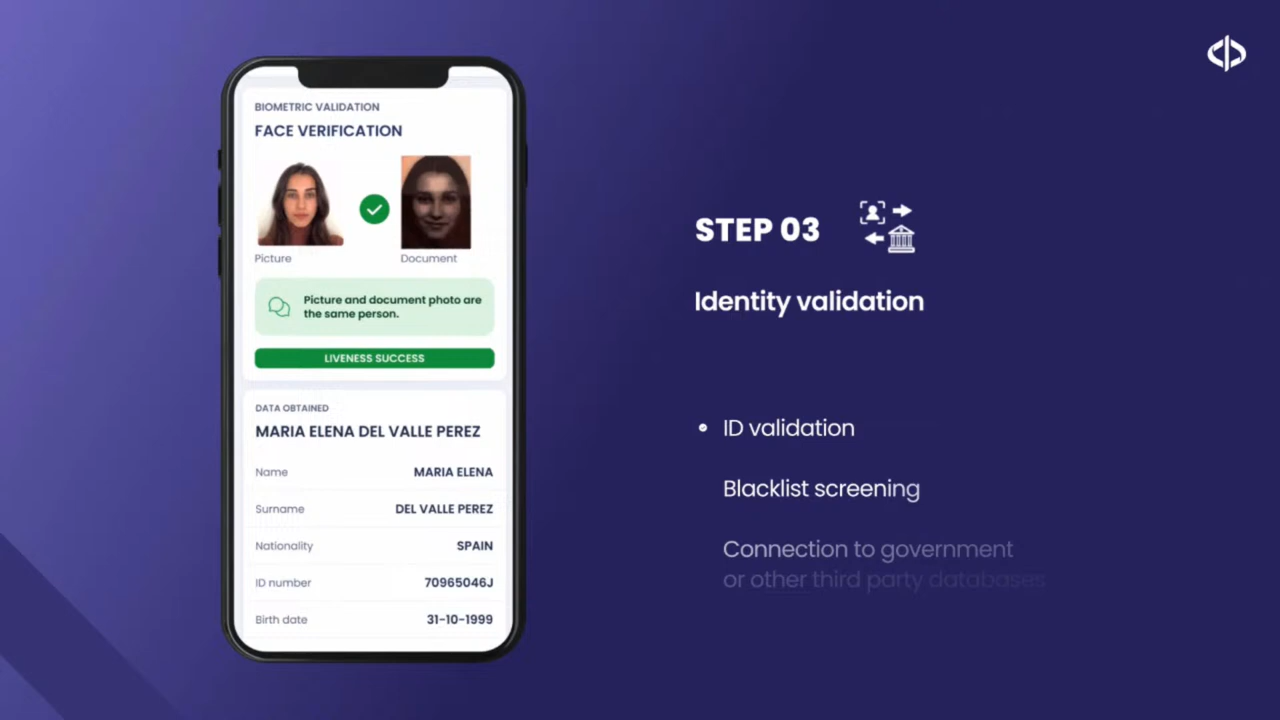 BIOMETRIC VALIDATION
FACE VERIFICATION
Picture
Document
Picture and document photo are
the same person.
LIVENESS SUCCESS
DATA OBTAINED
MARIA ELENA DEL VALLE PEREZ
Name MARIA ELENA
Surname DEL VALLE PEREZ
Nationality SPAIN
ID number 70965046J
Birth date 31-10-1999
STEP 03
Identity validation
ID validation
Blacklist screening
Connection to government
or other third party databases